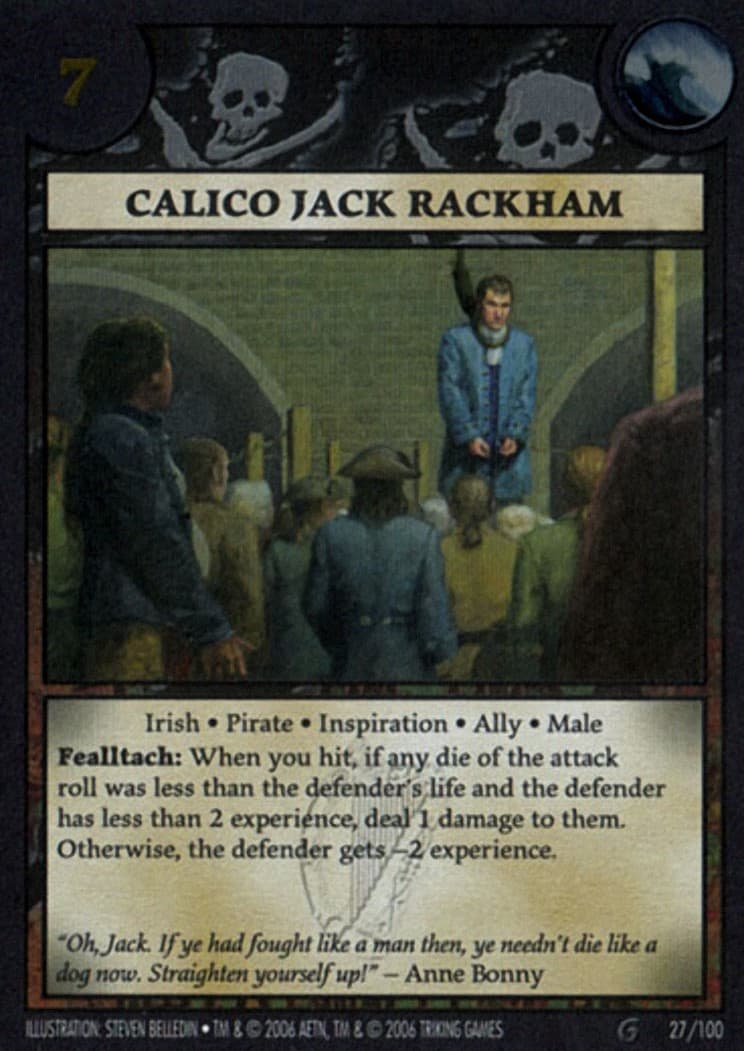 7
CALICO JACK RACKHAM
Irish • Pirate • Inspiration • Ally • Male
Fealltach: When you hit, if any die of the attack
roll was less than the defender's life and the defender
has less than 2 experience, deal 1 damage to them.
Otherwise, the defender gets –2 experience.
"Oh, Jack. If ye had fought like a man then, ye needn't die like a
dog now. Straighten yourself up!" – Anne Bonny
ILLUSTRATION: STEVEN BELLEDIN • TM & © 2006 AETN, TM & © 2006 TRIKING GAMES
G 27/100